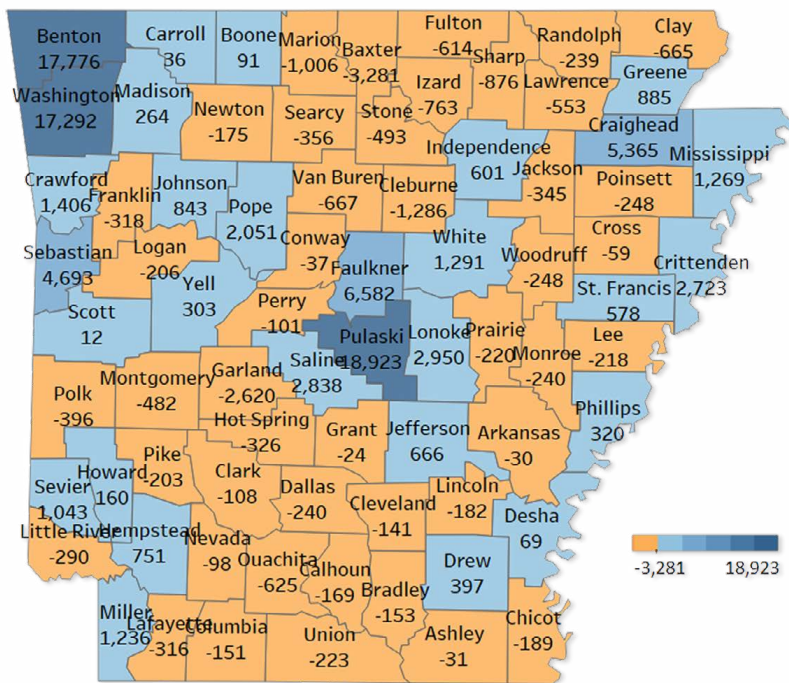 Benton
17,776
Carroll
36
Boone
91
Marion
-1,006
Baxter
-3,281
Fulton
-614
Sharp
-876
Randolph
-239
Clay
-665
Washington
17,292
Madison
264
Newton
-175
Searcy
-356
Stone
-493
Izard
-763
Lawrence
-553
Greene
885
Craighead
5,365
Mississippi
1,269
Independence
601
Jackson
-345
Poinsett
-248
Crawford
1,406
Franklin
-318
Johnson
843
Pope
2,051
Van Buren
-667
Cleburne
-1,286
Sebastian
4,693
Logan
-206
Conway
-37
Faulkner
6,582
White
1,291
Woodruff
-248
Cross
-59
Crittenden
2,723
St. Francis
578
Scott
12
Yell
303
Perry
-101
Pulaski
18,923
Lonoke
2,950
Prairie
-220
Monroe
-240
Lee
-218
Saline
2,838
Polk
-396
Montgomery
-482
Garland
-2,620
Hot Spring
-326
Grant
-24
Jefferson
666
Arkansas
-30
Phillips
320
Sevier
1,043
Howard
160
Pike
-203
Clark
-108
Dallas
-240
Cleveland
-141
Lincoln
-182
Desha
69
Little River
-290
Hempstead
751
Nevada
-98
Ouachita
-625
Calhoun
-169
Bradley
-153
Drew
397
Chicot
-189
Miller
1,236
Lafayette
-316
Columbia
-151
Union
-223
Ashley
-31
-3,281 18,923